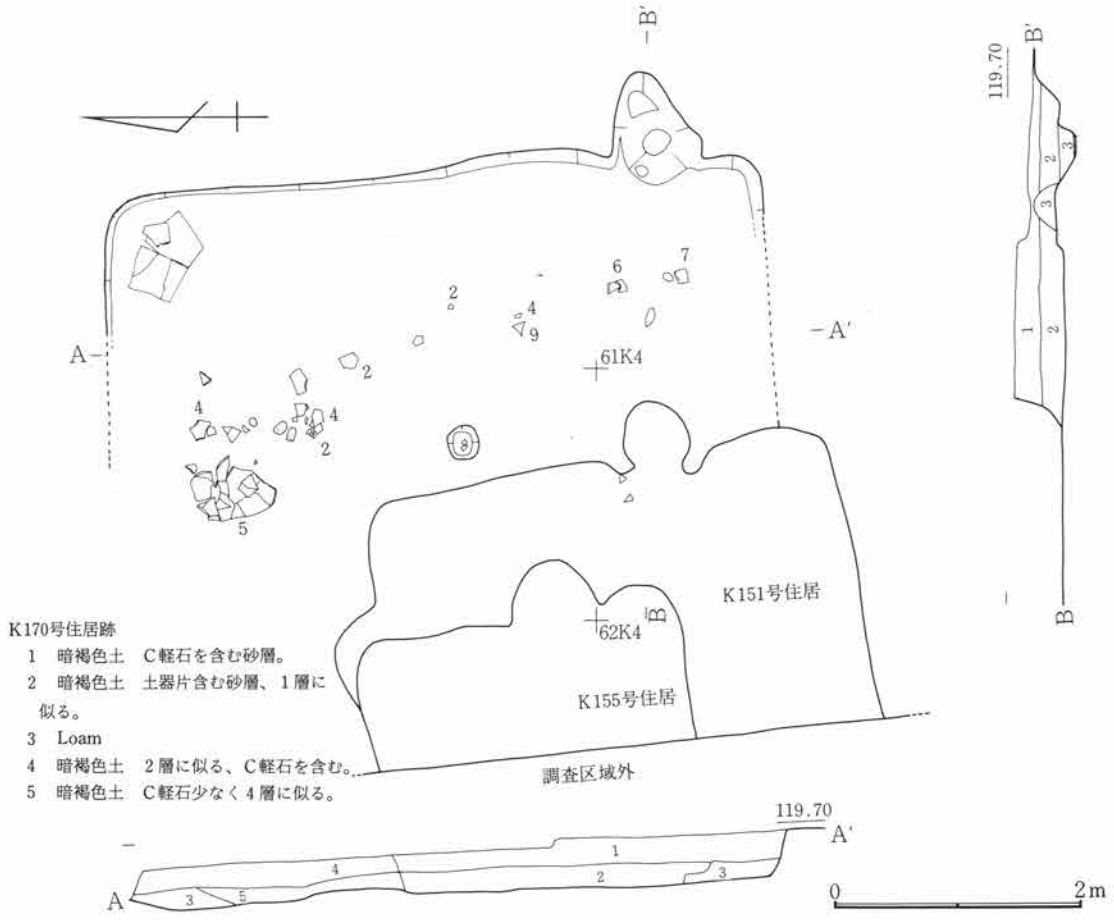 B'
B'
119.70
3
2
3
1
2
B
2
4
9
6
7
A
A'
61K4
2
4
4
2
8
5
K151号住居
62K4
B
K155号住居
調査区域外
K170号住居跡
1 暗褐色土 C軽石を含む砂層。
2 暗褐色土 土器片含む砂層、1層に
似る。
3 Loam
4 暗褐色土 2層に似る、C軽石を含む。
5 暗褐色土 C軽石少なく4層に似る。
119.70
A'
1
4
2
3
3
5
A
0 2m